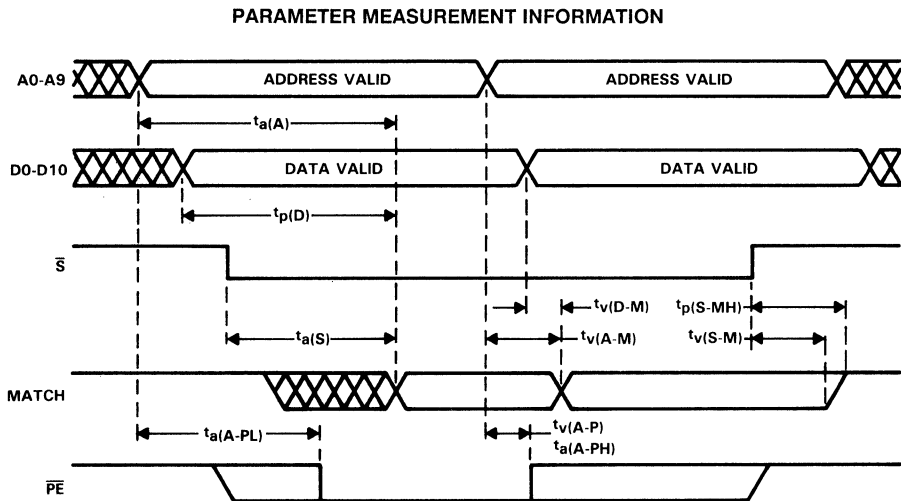 PARAMETER MEASUREMENT INFORMATION
A0-A9
ADDRESS VALID
ADDRESS VALID
ta(A)
D0-D10
DATA VALID
DATA VALID
tp(D)
S̅
tv(D-M)
tp(S-MH)
ta(S)
tv(A-M)
tv(S-M)
MATCH
ta(A-PL)
tv(A-P)
ta(A-PH)
P̅E̅